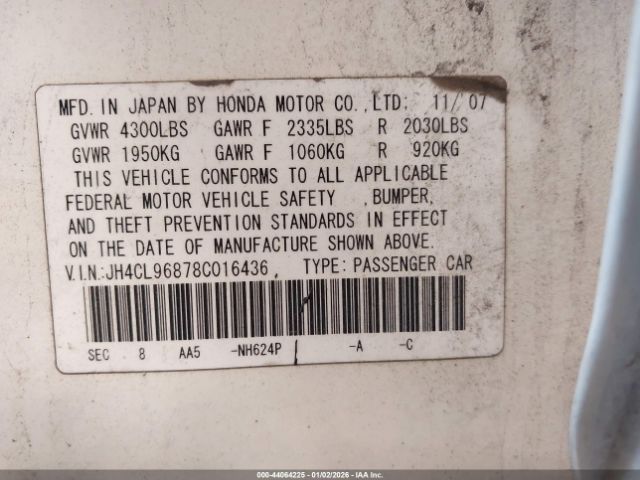 MFD. IN JAPAN BY HONDA MOTOR CO., LTD: 11/ 07
GVWR 4300LBS GAWR F 2335LBS R 2030LBS
GVWR 1950KG GAWR F 1060KG R 920KG
THIS VEHICLE CONFORMS TO ALL APPLICABLE
FEDERAL MOTOR VEHICLE SAFETY ,BUMPER,
AND THEFT PREVENTION STANDARDS IN EFFECT
ON THE DATE OF MANUFACTURE SHOWN ABOVE.
V.I.N:JH4CL96878C016436, TYPE: PASSENGER CAR
SEC 8 AA5 -NH624P -A -C
000-44064225 - 01/02/2026 - IAAI Inc.